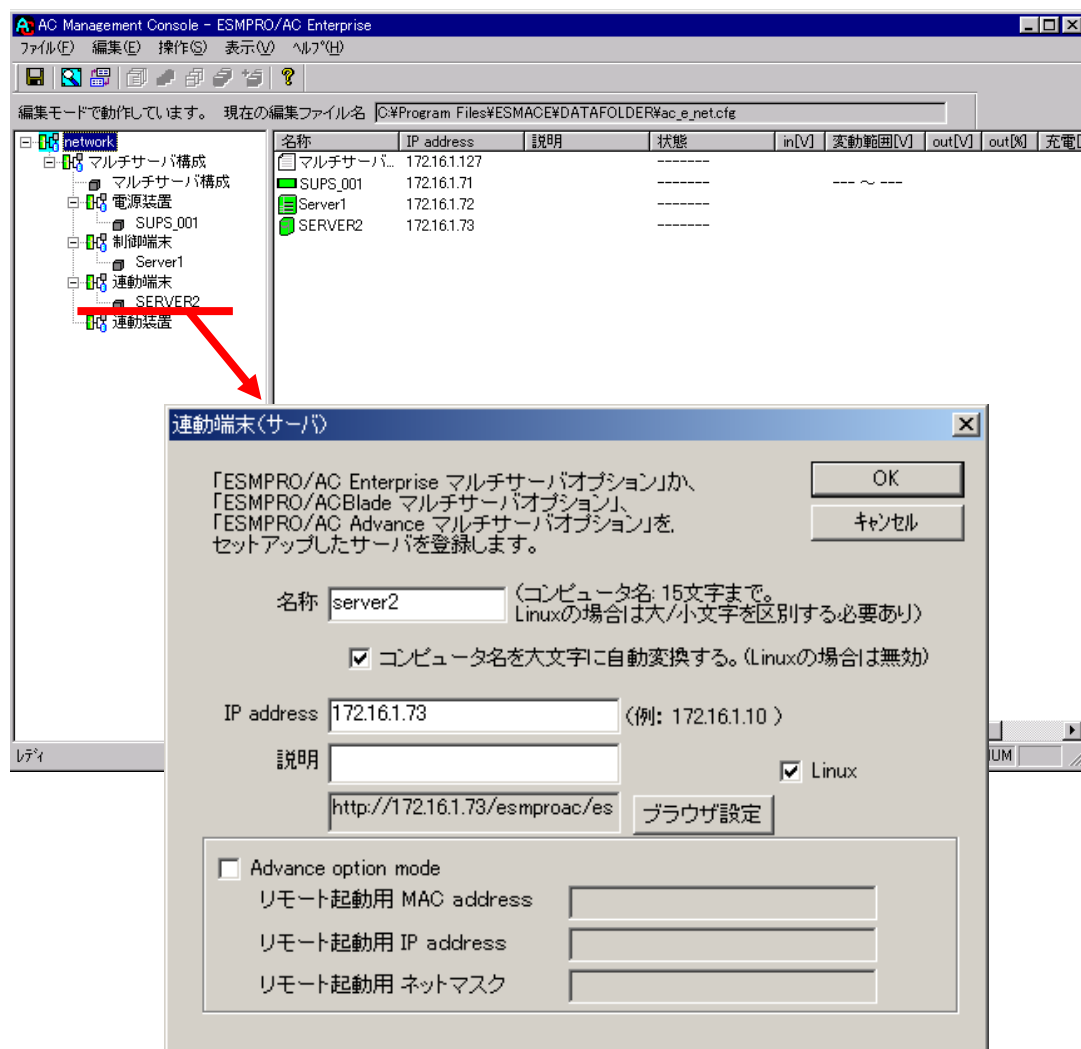 AC Management Console - ESMPRO/AC Enterprise
ファイル(F) 編集(E) 操作(S) 表示(V) ヘルプ(H)
編集モードで動作しています。 現在の編集ファイル名 C:¥Program Files¥ESMACE¥DATAFOLDER¥ac_e_net.cfg
network
マルチサーバ構成
マルチサーバ構成
電源装置
SUPS_001
制御端末
Server1
連動端末
SERVER2
連動装置
名称 IP address 説明 状態 in[V] 変動範囲[V] out[V] out[%] 充電[
マルチサーバ... 172.16.1.127 -------
SUPS_001 172.16.1.71 ------- --- ～ ---
Server1 172.16.1.72 -------
SERVER2 172.16.1.73 -------
連動端末(サーバ)
「ESMPRO/AC Enterprise マルチサーバオプション」か、
「ESMPRO/ACBlade マルチサーバオプション」、
「ESMPRO/AC Advance マルチサーバオプション」を、
セットアップしたサーバを登録します。
OK
キャンセル
名称 server2 (コンピュータ名: 15文字まで。
Linuxの場合は大/小文字を区別する必要あり)
コンピュータ名を大文字に自動変換する。(Linuxの場合は無効)
IP address 172.16.1.73 (例: 172.16.1.10 )
説明
Linux
http://172.16.1.73/esmproac/es ブラウザ設定
Advance option mode
リモート起動用 MAC address
リモート起動用 IP address
リモート起動用 ネットマスク
レディ
UM